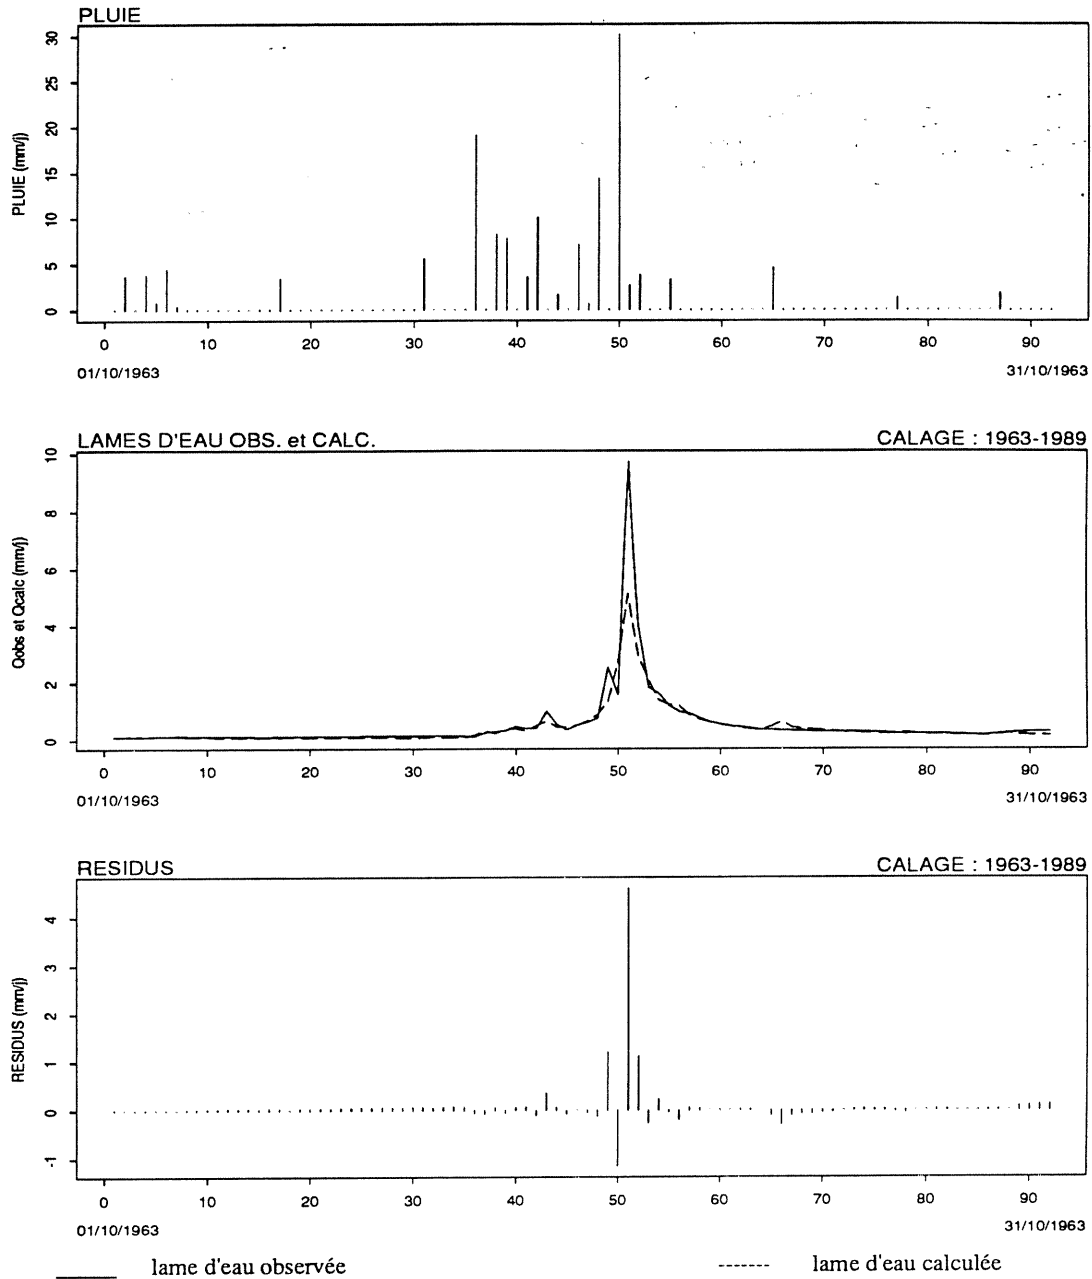 PLUIE
PLUIE (mm/j)
30
25
20
15
10
5
0
0 10 20 30 40 50 60 70 80 90
01/10/1963 31/10/1963
LAMES D'EAU OBS. et CALC. CALAGE : 1963-1989
Qobs et Qcalc (mm/j)
10
8
6
4
2
0
0 10 20 30 40 50 60 70 80 90
01/10/1963 31/10/1963
RESIDUS CALAGE : 1963-1989
RESIDUS (mm/j)
4
3
2
1
0
-1
0 10 20 30 40 50 60 70 80 90
01/10/1963 31/10/1963
lame d'eau observée lame d'eau calculée